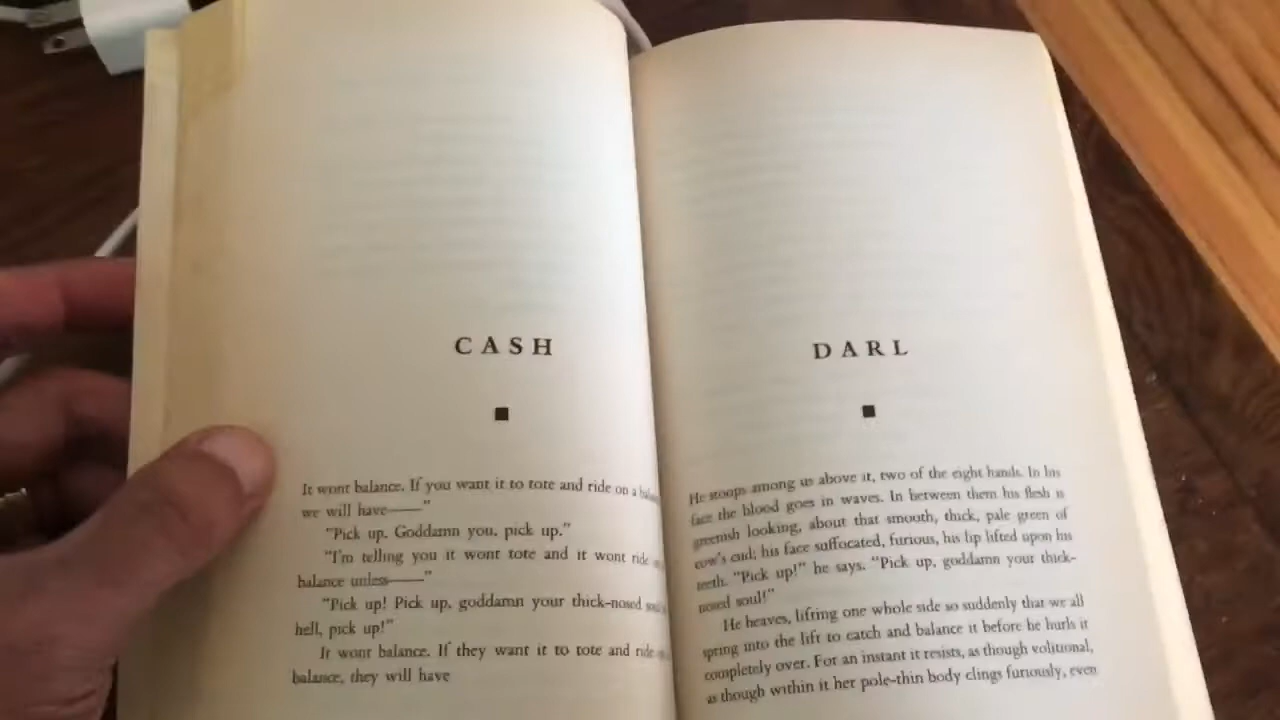 CASH
It wont balance. If you want it to tote and ride on a
we will have——"
"Pick up. Goddamn you, pick up."
"I'm telling you it wont tote and it wont ride
balance unless——"
"Pick up! Pick up, goddamn your thick-nosed
hell, pick up!"
It wont balance. If they want it to tote and ride
balance, they will have
DARL
He stoops among us above it, two of the eight hands. In his
face the blood goes in waves. In between them his flesh is
greenish looking, about that smooth, thick, pale green of
cow's cud; his face suffocated, furious, his lip lifted upon his
teeth. "Pick up!" he says. "Pick up, goddamn your thick-
nosed soul!"
He heaves, lifting one whole side so suddenly that we all
spring into the lift to catch and balance it before he hurls it
completely over. For an instant it resists, as though volitional,
as though within it her pole-thin body clings furiously, even